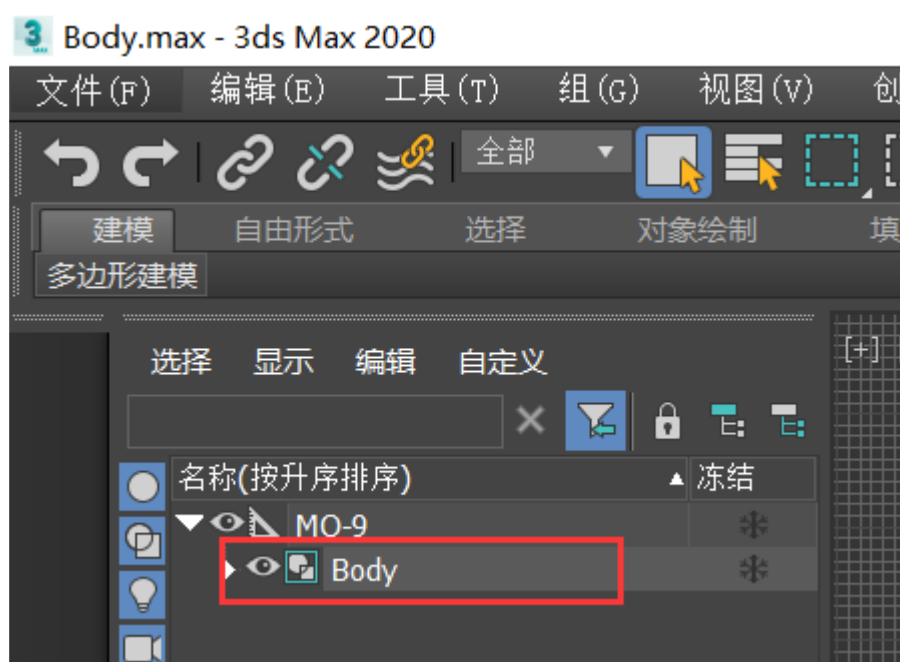 Body.max - 3ds Max 2020
文件(F) 编辑(E) 工具(T) 组(G) 视图(V) 创
全部
建模 自由形式 选择 对象绘制 填
多边形建模
选择 显示 编辑 自定义
[+]
名称(按升序排序) 冻结
MO-9
Body